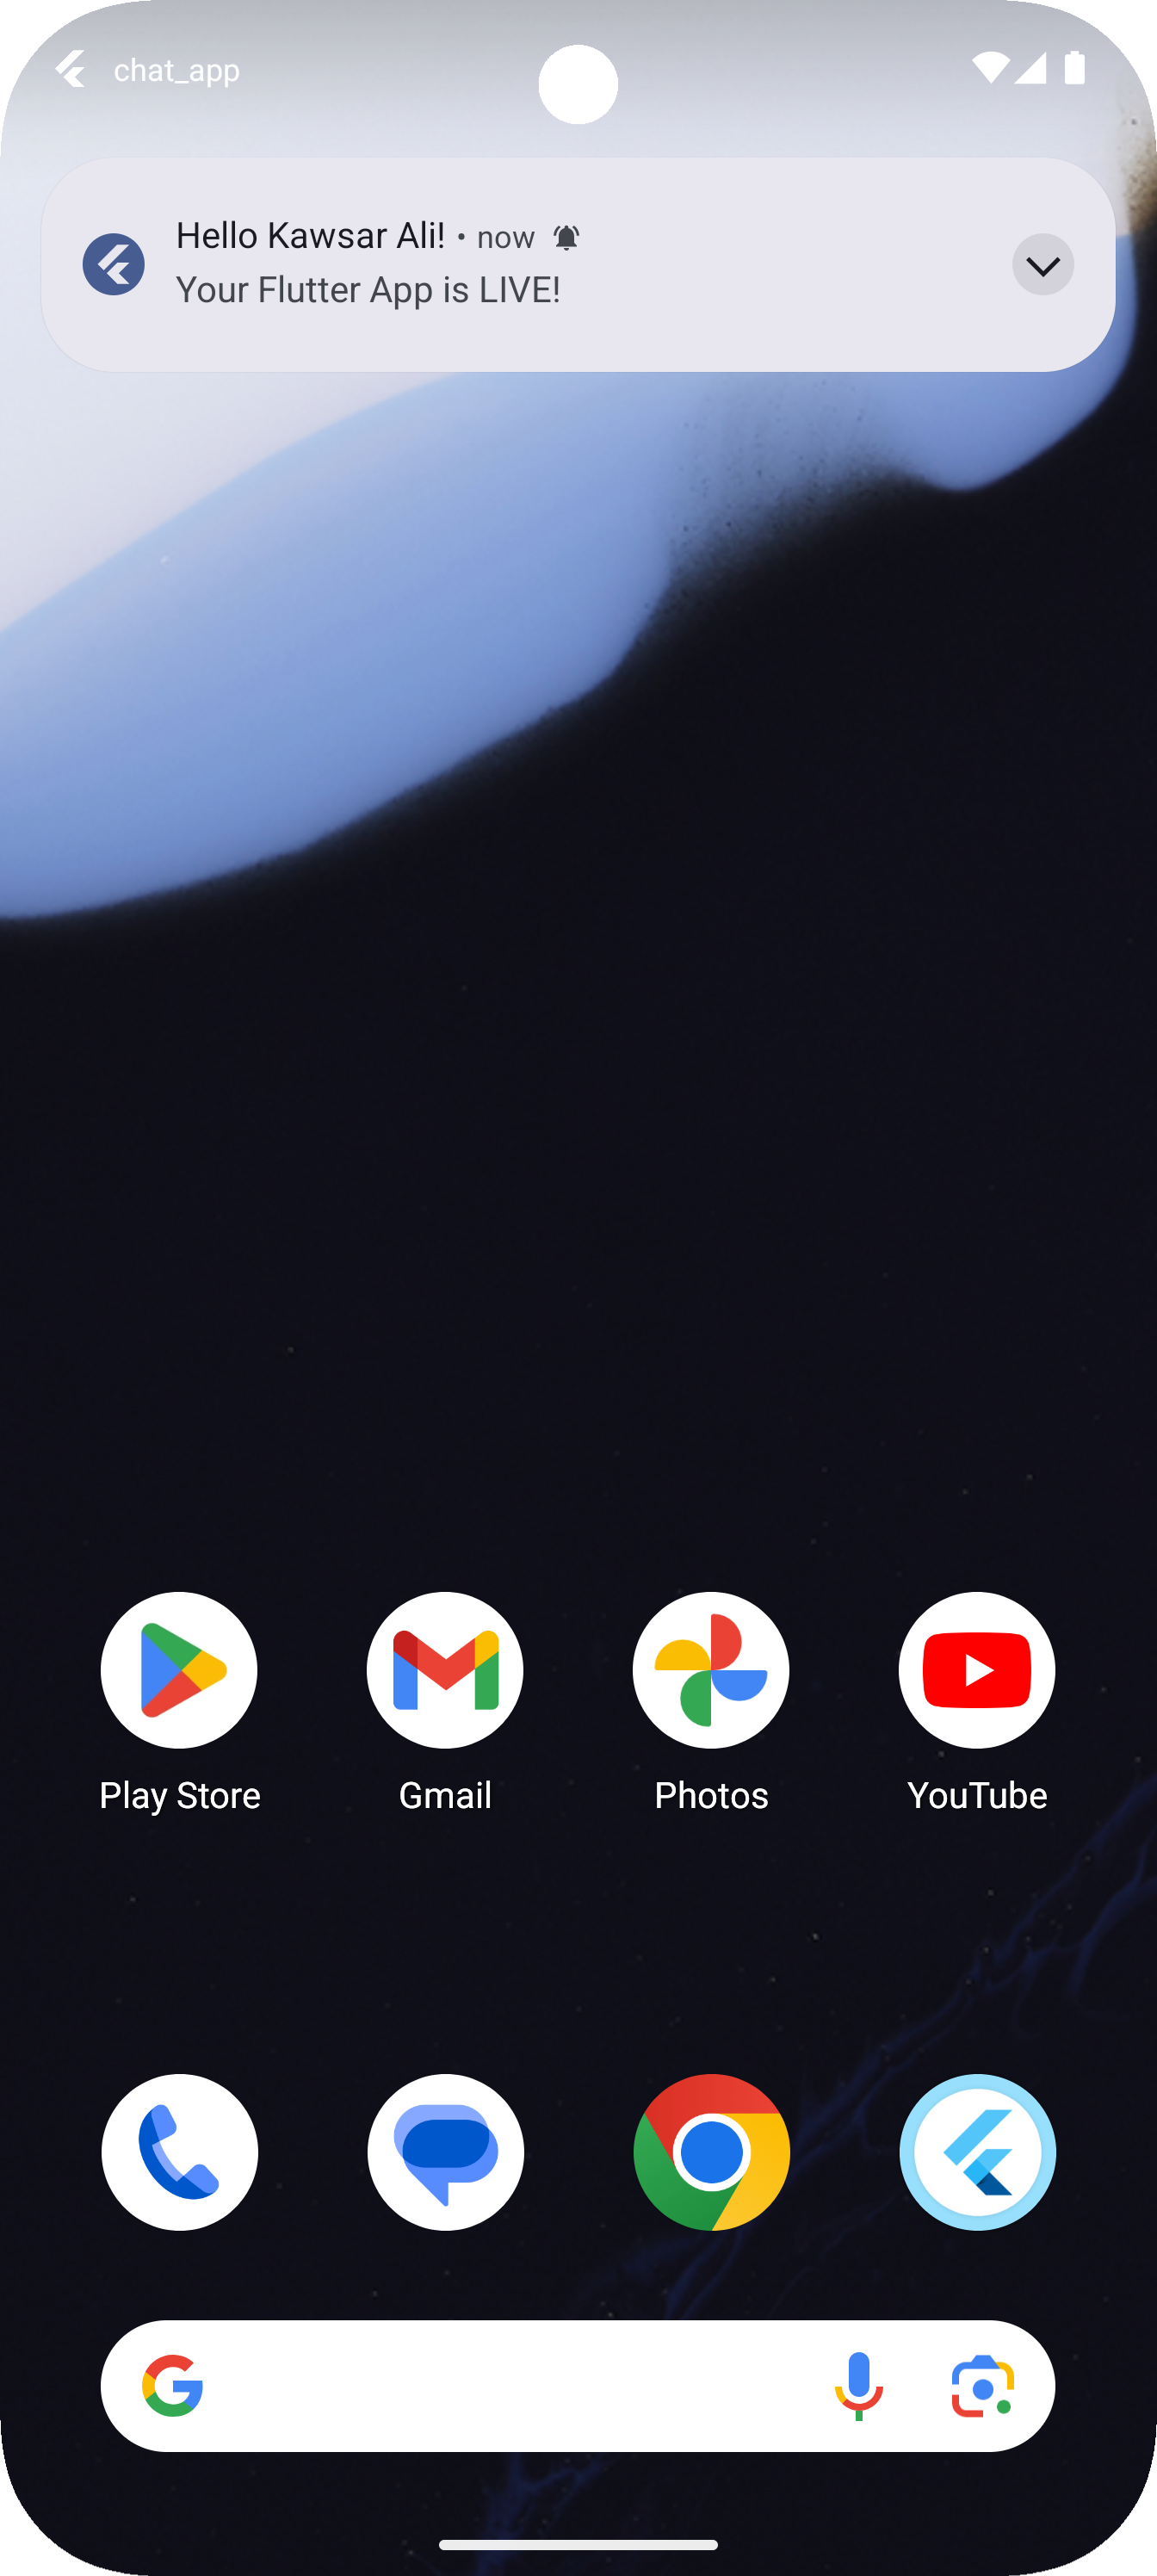 chat_app
Hello Kawsar Ali! • now
Your Flutter App is LIVE!
Play Store
Gmail
Photos
YouTube